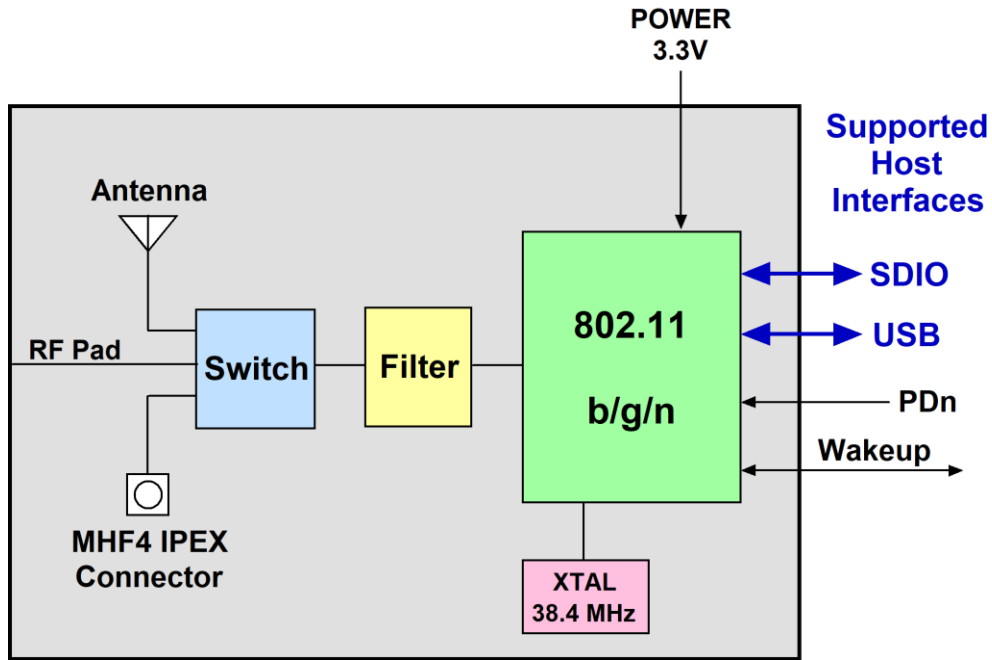 POWER
3.3V
Supported
Host
Interfaces
Antenna
SDIO
802.11
USB
RF Pad
Switch
Filter
b/g/n
PDn
Wakeup
MHF4 IPEX
Connector
XTAL
38.4 MHz